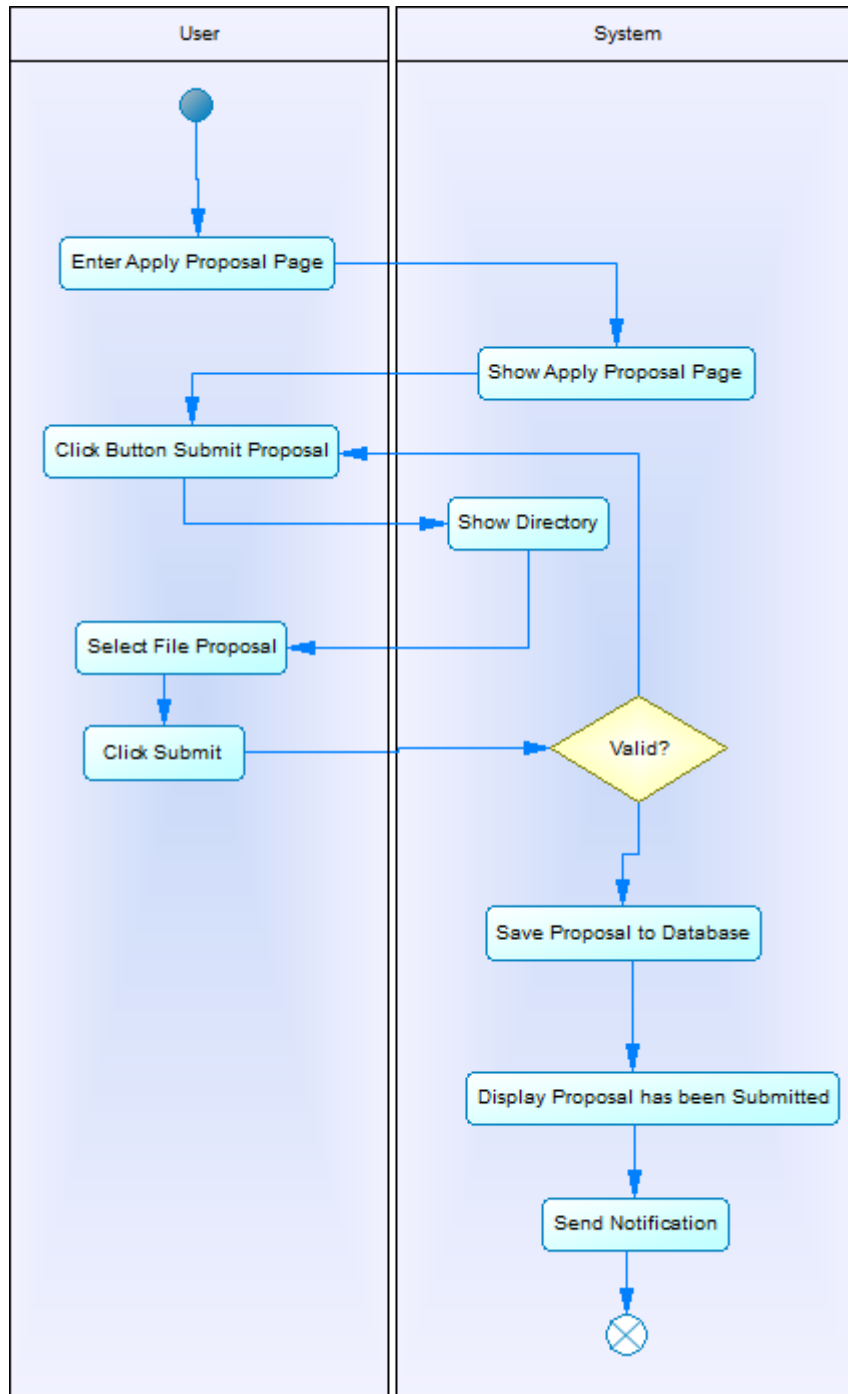 User
System
Enter Apply Proposal Page
Show Apply Proposal Page
Click Button Submit Proposal
Show Directory
Select File Proposal
Click Submit
Valid?
Save Proposal to Database
Display Proposal has been Submitted
Send Notification